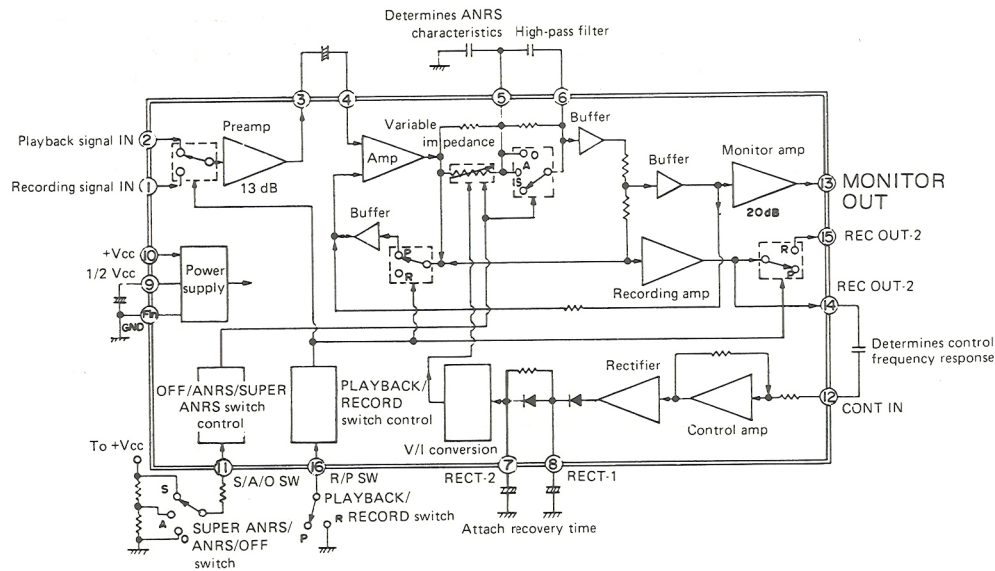 Determines ANRS
characteristics
High-pass filter
3
4
5
6
Buffer
Playback signal IN
2
Preamp
13 dB
Recording signal IN
1
Amp
Variable
impedance
O
A
S
Buffer
Monitor amp
20dB
13
MONITOR
OUT
Buffer
P
R
Recording amp
R
P
15
REC OUT-2
REC OUT-2
14
+Vcc
10
1/2 Vcc
9
Fin
GND
Power
supply
Determines control
frequency response
OFF/ANRS/SUPER
ANRS switch
control
PLAYBACK/
RECORD
switch control
V/I conversion
Rectifier
Control amp
12
CONT IN
To +Vcc
11
S/A/O SW
16
R/P SW
RECT-2
7
8
RECT-1
S
A
O
SUPER ANRS/
ANRS/OFF
switch
PLAYBACK/
R RECORD switch
P
Attach recovery time